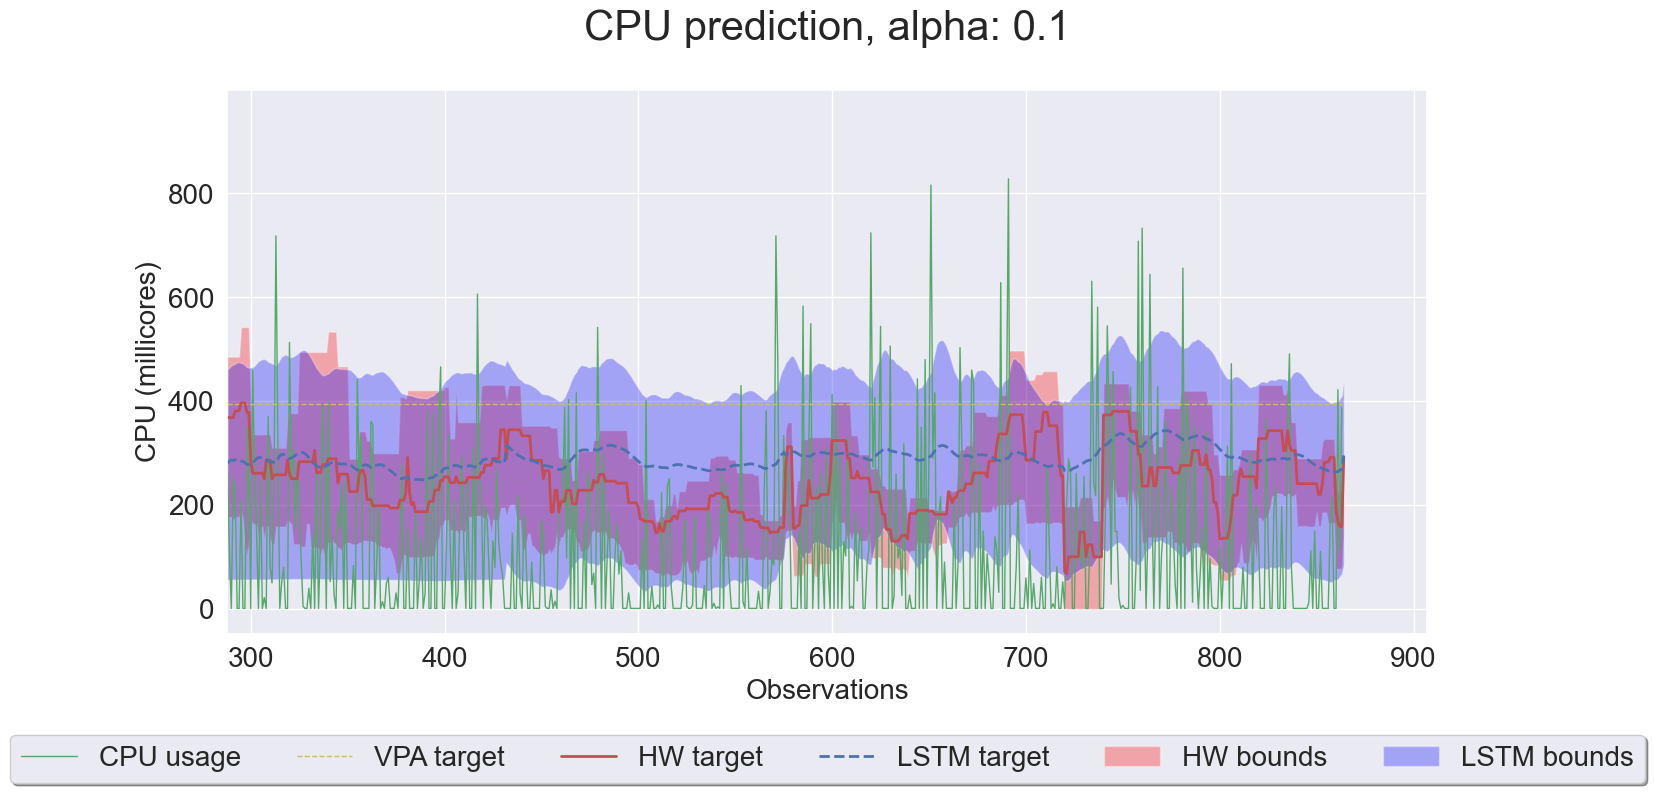 CPU prediction, alpha: 0.1
CPU (millicores)
800
600
400
200
0
300 400 500 600 700 800 900
Observations
CPU usage VPA target HW target LSTM target HW bounds LSTM bounds